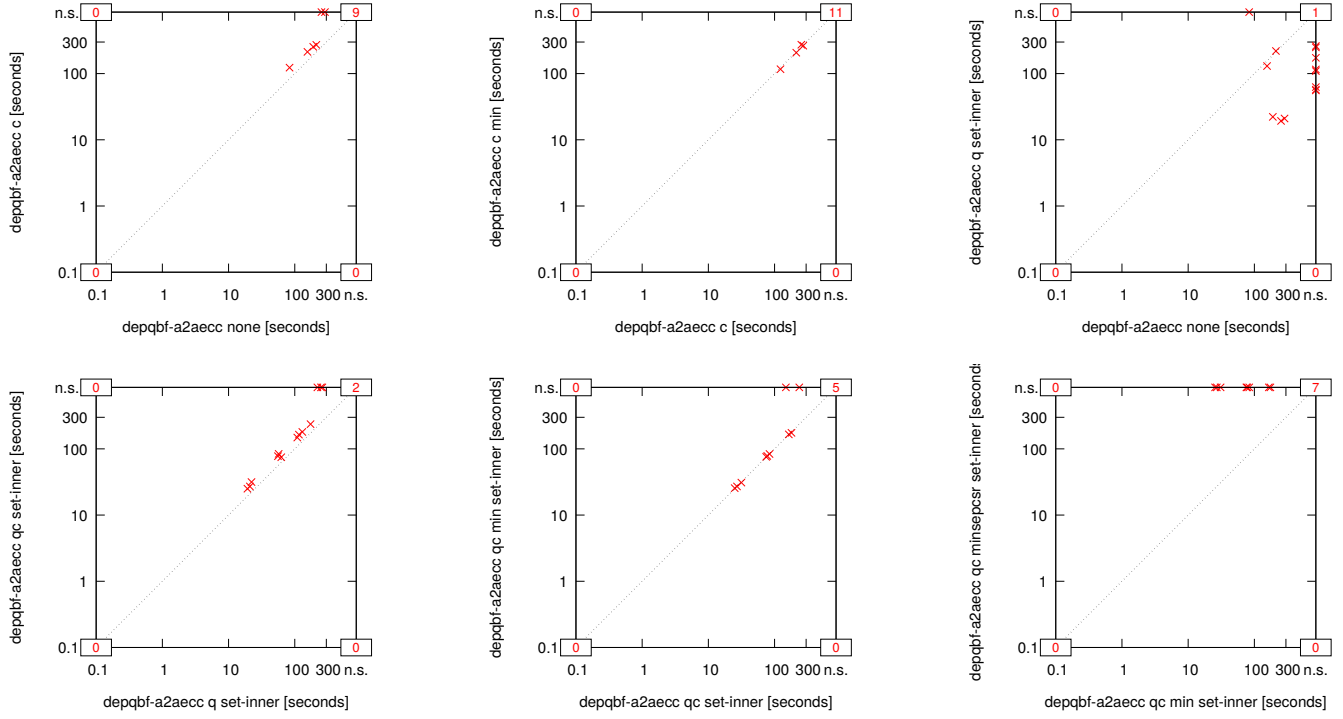 n.s.
0
9
300
100
10
1
0.1
0
0
0.1 1 10 100 300 n.s.
depqbf-a2aecc c [seconds]
depqbf-a2aecc none [seconds]
n.s.
0
11
300
100
10
1
0.1
0
0
0.1 1 10 100 300 n.s.
depqbf-a2aecc c min [seconds]
depqbf-a2aecc c [seconds]
n.s.
0
1
300
100
10
1
0.1
0
0
0.1 1 10 100 300 n.s.
depqbf-a2aecc q set-inner [seconds]
depqbf-a2aecc none [seconds]
n.s.
0
2
300
100
10
1
0.1
0
0
0.1 1 10 100 300 n.s.
depqbf-a2aecc qc set-inner [seconds]
depqbf-a2aecc q set-inner [seconds]
n.s.
0
5
300
100
10
1
0.1
0
0
0.1 1 10 100 300 n.s.
depqbf-a2aecc qc min set-inner [seconds]
depqbf-a2aecc qc set-inner [seconds]
n.s.
0
7
300
100
10
1
0.1
0
0
0.1 1 10 100 300 n.s.
depqbf-a2aecc qc minsepcsr set-inner [second
depqbf-a2aecc qc min set-inner [seconds]